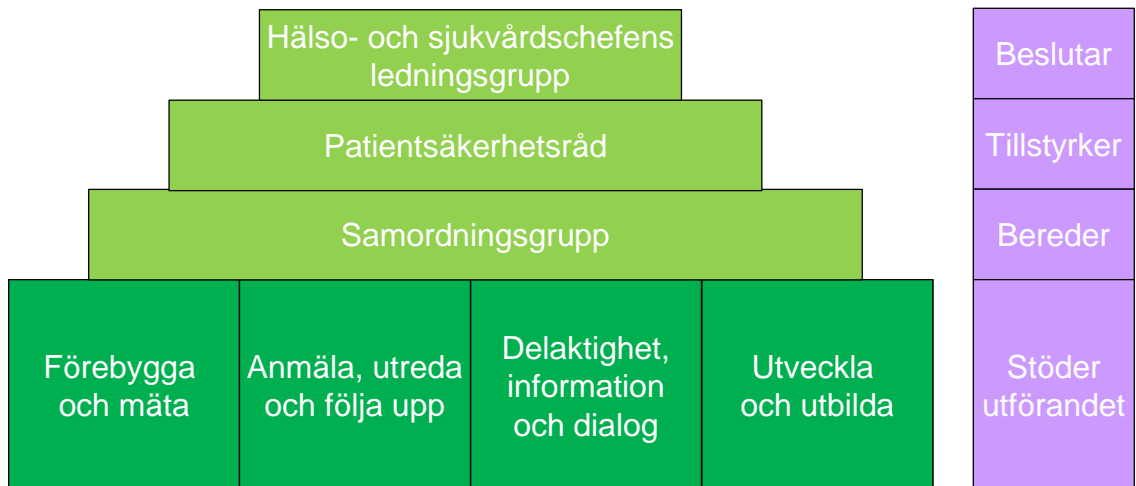 Hälso- och sjukvårdschefens
ledningsgrupp
Beslutar
Patientsäkerhetsråd
Tillstyrker
Samordningsgrupp
Bereder
Förebygga
och mäta
Anmäla, utreda
och följa upp
Delaktighet,
information
och dialog
Utveckla
och utbilda
Stöder
utförandet